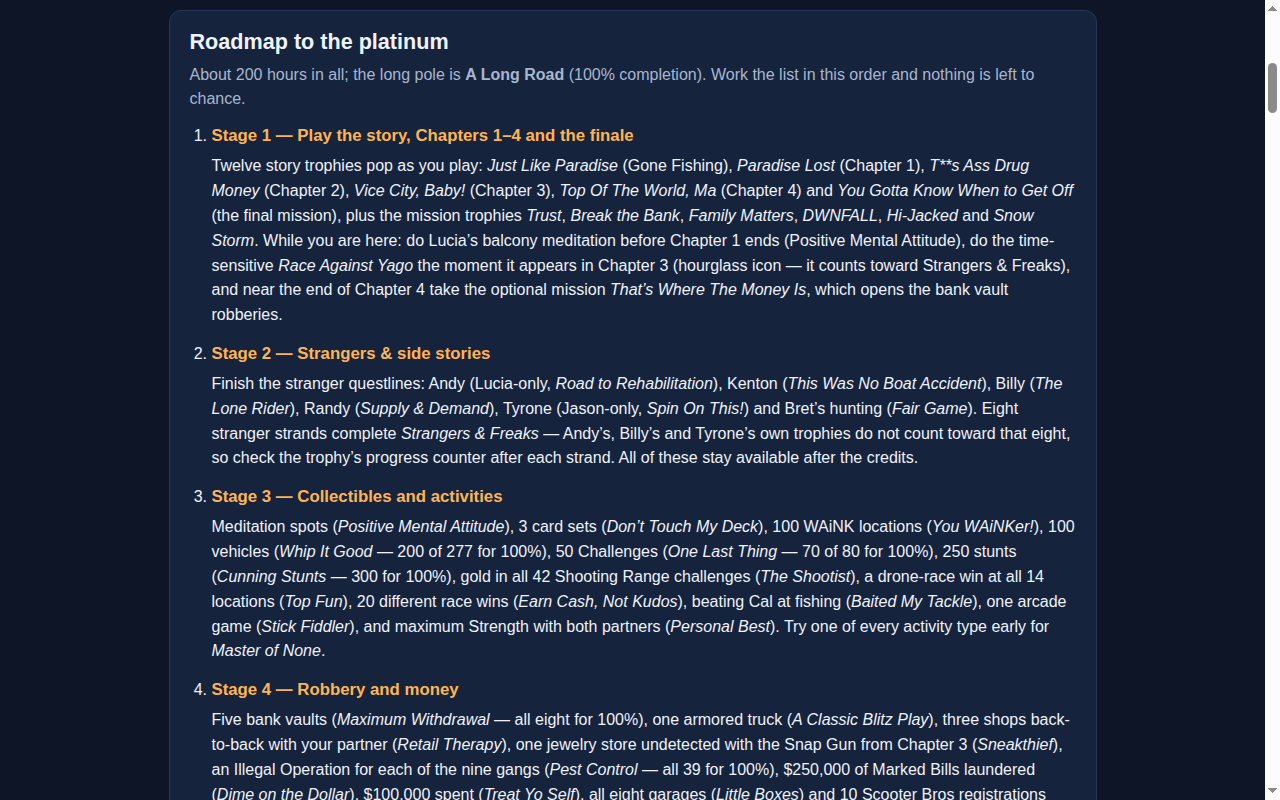 Roadmap to the platinum
About 200 hours in all; the long pole is A Long Road (100% completion). Work the list in this order and nothing is left to
chance.
1. Stage 1 — Play the story, Chapters 1–4 and the finale
Twelve story trophies pop as you play: Just Like Paradise (Gone Fishing), Paradise Lost (Chapter 1), T**s Ass Drug
Money (Chapter 2), Vice City, Baby! (Chapter 3), Top Of The World, Ma (Chapter 4) and You Gotta Know When to Get Off
(the final mission), plus the mission trophies Trust, Break the Bank, Family Matters, DWNFALL, Hi-Jacked and Snow
Storm. While you are here: do Lucia’s balcony meditation before Chapter 1 ends (Positive Mental Attitude), do the time-
sensitive Race Against Yago the moment it appears in Chapter 3 (hourglass icon — it counts toward Strangers & Freaks),
and near the end of Chapter 4 take the optional mission That’s Where The Money Is, which opens the bank vault
robberies.
2. Stage 2 — Strangers & side stories
Finish the stranger questlines: Andy (Lucia-only, Road to Rehabilitation), Kenton (This Was No Boat Accident), Billy (The
Lone Rider), Randy (Supply & Demand), Tyrone (Jason-only, Spin On This!) and Bret’s hunting (Fair Game). Eight
stranger strands complete Strangers & Freaks — Andy’s, Billy’s and Tyrone’s own trophies do not count toward that eight,
so check the trophy’s progress counter after each strand. All of these stay available after the credits.
3. Stage 3 — Collectibles and activities
Meditation spots (Positive Mental Attitude), 3 card sets (Don’t Touch My Deck), 100 WAiNK locations (You WAiNKer!), 100
vehicles (Whip It Good — 200 of 277 for 100%), 50 Challenges (One Last Thing — 70 of 80 for 100%), 250 stunts
(Cunning Stunts — 300 for 100%), gold in all 42 Shooting Range challenges (The Shootist), a drone-race win at all 14
locations (Top Fun), 20 different race wins (Earn Cash, Not Kudos), beating Cal at fishing (Baited My Tackle), one arcade
game (Stick Fiddler), and maximum Strength with both partners (Personal Best). Try one of every activity type early for
Master of None.
4. Stage 4 — Robbery and money
Five bank vaults (Maximum Withdrawal — all eight for 100%), one armored truck (A Classic Blitz Play), three shops back-
to-back with your partner (Retail Therapy), one jewelry store undetected with the Snap Gun from Chapter 3 (Sneakthief),
an Illegal Operation for each of the nine gangs (Pest Control — all 39 for 100%), $250,000 of Marked Bills laundered
(Dime on the Dollar), $100,000 spent (Treat Yo Self), all eight garages (Little Boxes) and 10 Scooter Bros registrations